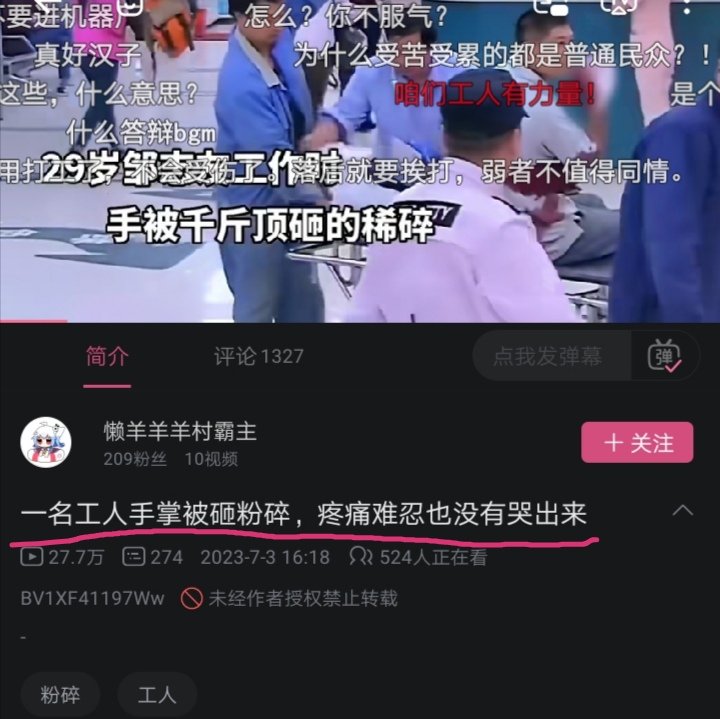 不要进机器厂
怎么？你不服气？
真好汉子
为什么受苦受累的都是普通民众？！
这些，什么意思？
咱们工人有力量！
是个
什么答辩bgm
落后就要挨打，弱者不值得同情。
29岁
工作时
手被千斤顶砸的稀碎
简介
评论 1327
点我发弹幕
弹
懒羊羊羊村霸主
209粉丝 10视频
+ 关注
一名工人手掌被砸粉碎，疼痛难忍也没有哭出来
27.7万 274 2023-7-3 16:18 524人正在看
BV1XF41197Ww 未经作者授权禁止转载
-
粉碎 工人